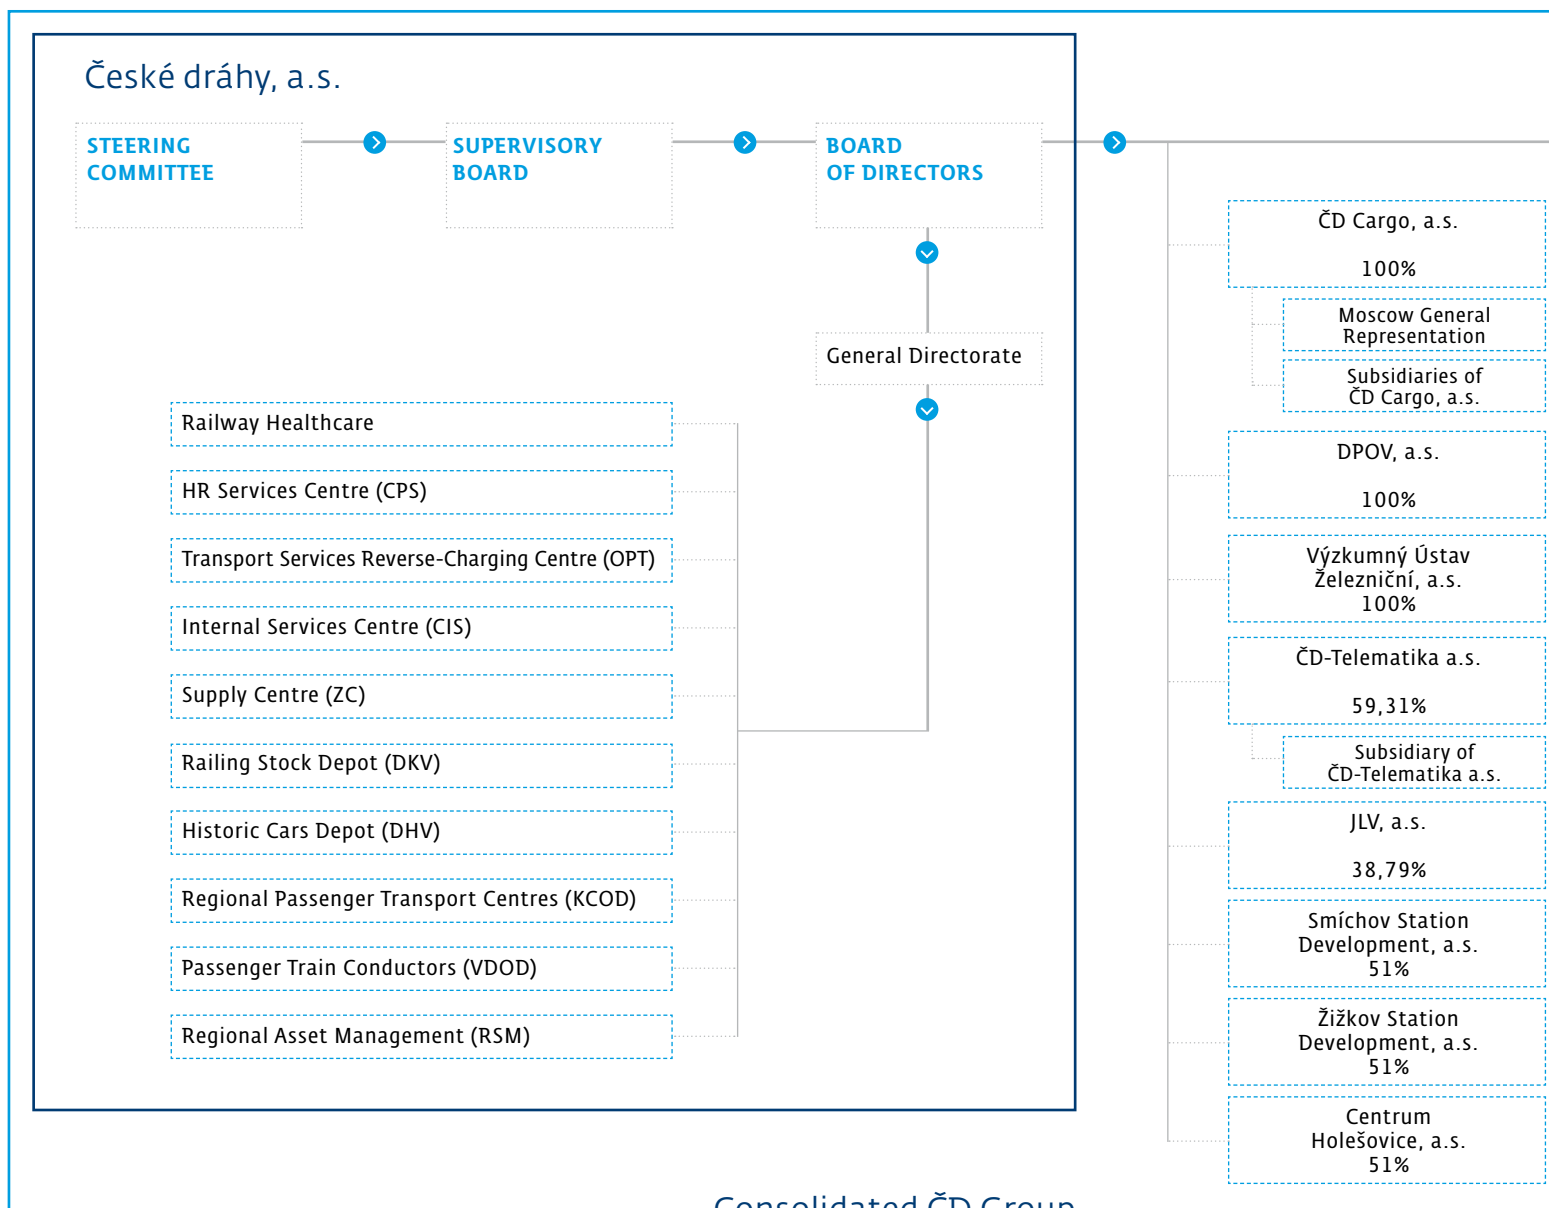 České dráhy, a.s.
STEERING
COMMITTEE
SUPERVISORY
BOARD
BOARD
OF DIRECTORS
General Directorate
Railway Healthcare
HR Services Centre (CPS)
Transport Services Reverse-Charging Centre (OPT)
Internal Services Centre (CIS)
Supply Centre (ZC)
Railing Stock Depot (DKV)
Historic Cars Depot (DHV)
Regional Passenger Transport Centres (KCOD)
Passenger Train Conductors (VDOD)
Regional Asset Management (RSM)
ČD Cargo, a.s.
100%
Moscow General
Representation
Subsidiaries of
ČD Cargo, a.s.
DPOV, a.s.
100%
Výzkumný Ústav
Železniční, a.s.
100%
ČD-Telematika a.s.
59,31%
Subsidiary of
ČD-Telematika a.s.
JLV, a.s.
38,79%
Smíchov Station
Development, a.s.
51%
Žižkov Station
Development, a.s.
51%
Centrum
Holešovice, a.s.
51%
Consolidated ČD Group